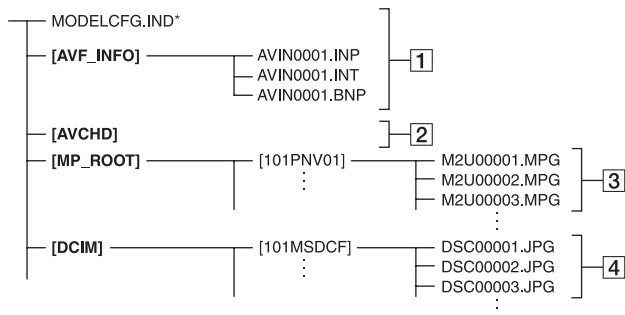 MODELCFG.IND*
[AVF_INFO] AVIN0001.INP
AVIN0001.INT 1
AVIN0001.BNP
[AVCHD] 2
[MP_ROOT] [101PNV01] M2U00001.MPG
M2U00002.MPG 3
M2U00003.MPG
[DCIM] [101MSDCF] DSC00001.JPG
DSC00002.JPG 4
DSC00003.JPG